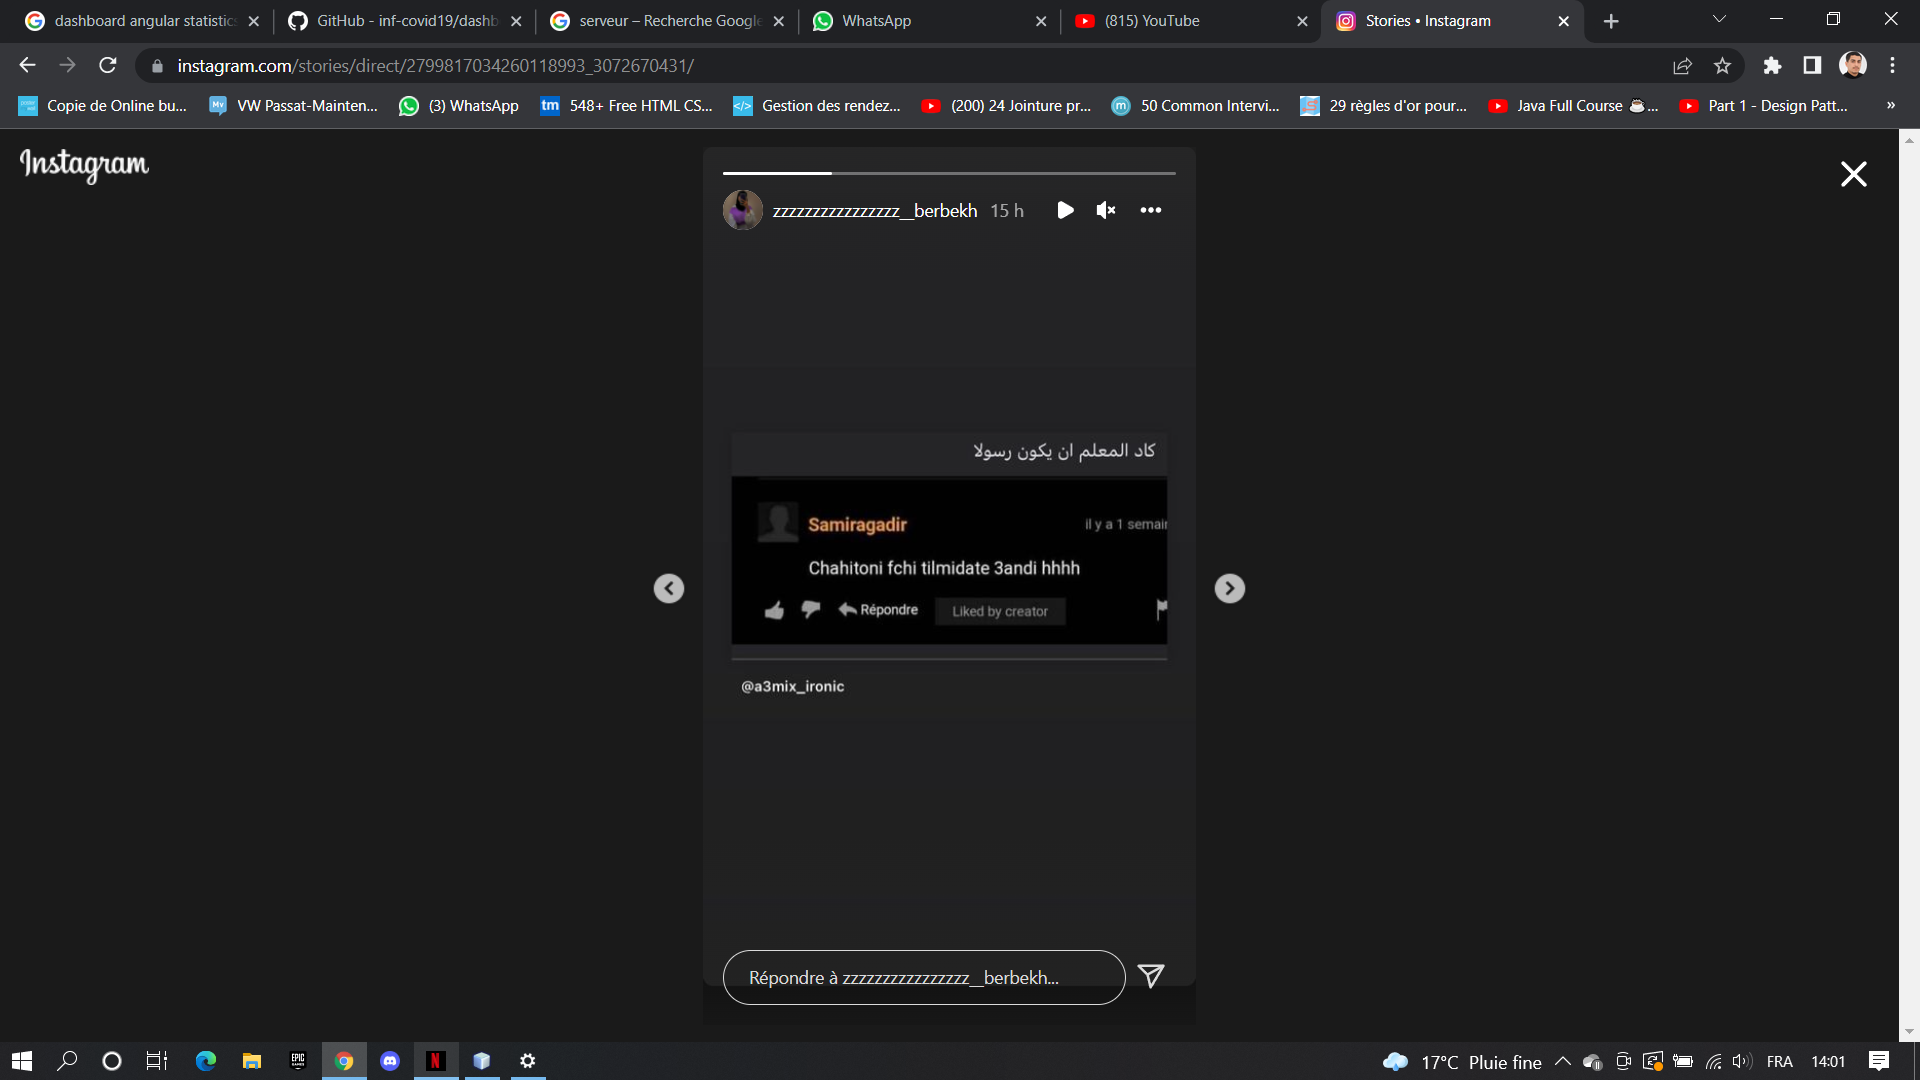 dashboard angular statistics
GitHub - inf-covid19/dashb
serveur – Recherche Google
WhatsApp
(815) YouTube
Stories • Instagram
instagram.com/stories/direct/2799817034260118993_3072670431/
Copie de Online bu...
VW Passat-Mainten...
(3) WhatsApp
548+ Free HTML CS...
Gestion des rendez...
(200) 24 Jointure pr...
50 Common Intervi...
29 règles d'or pour...
Java Full Course ☕...
Part 1 - Design Patt...
»
Instagram
zzzzzzzzzzzzzzzz__berbekh 15 h
كاد المعلم ان يكون رسولا
Samiragadir
il y a 1 semain
Chahitoni fchi tilmidate 3andi hhhh
Répondre
Liked by creator
@a3mix_ironic
Répondre à zzzzzzzzzzzzzzzz__berbekh...
17°C Pluie fine
FRA
14:01